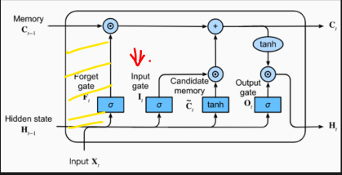 Memory
C_{t-1}
C_t
tanh
Forget
gate
F_t
Input
gate
I_t
Candidate
memory
C̃_t
Output
gate
O_t
σ
σ
tanh
σ
Hidden state
H_{t-1}
H_t
Input X_t